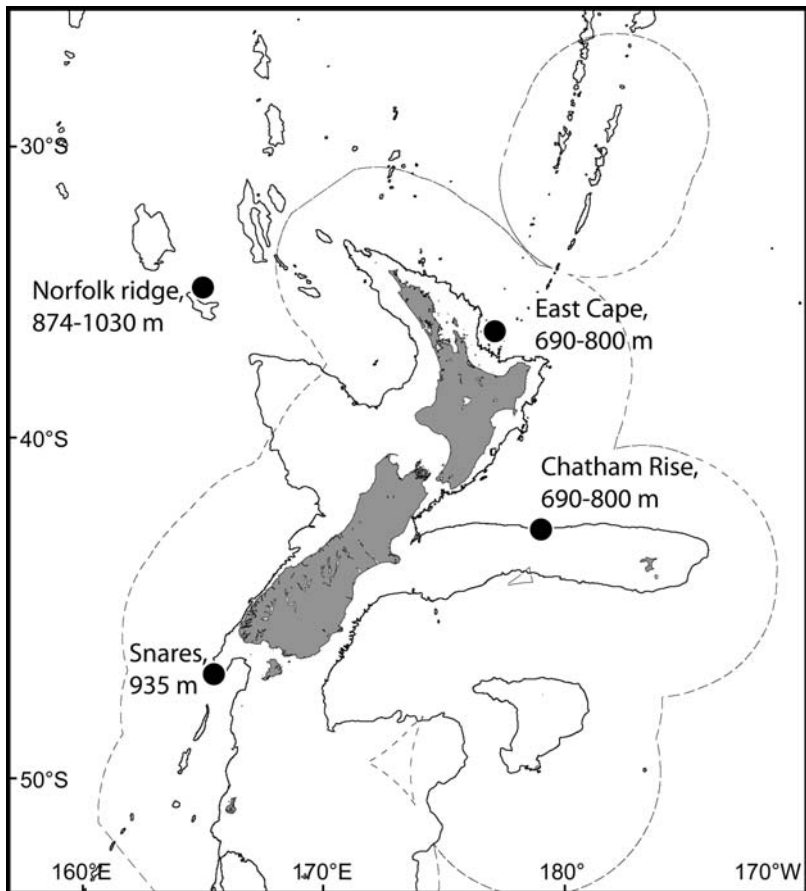 30°S
Norfolk ridge,
874-1030 m
East Cape,
690-800 m
40°S
Chatham Rise,
690-800 m
Snares,
935 m
50°S
160°E
170°E
180°
170°W